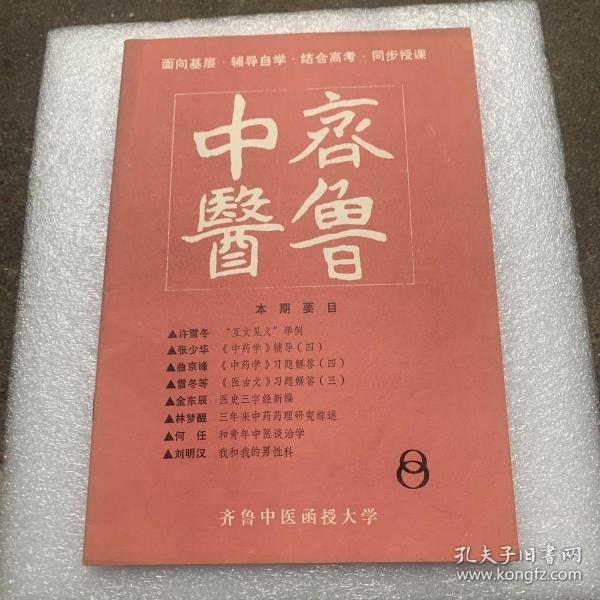 面向基层·辅导自学·结合高考·同步授课
齐鲁
中醫
本期要目
▲许雪冬 “互文见义”举例
▲张少华 《中药学》辅导(四)
▲曲京峰 《中药学》习题解答(四)
▲雪冬等 《医古文》习题解答(三)
▲金东辰 医史三字经新编
▲林梦醒 三年来中药药理研究综述
▲何任 和青年中医谈治学
▲刘明汉 我和我的男性科
8
齐鲁中医函授大学
孔夫子旧书网
www.kongfz.com